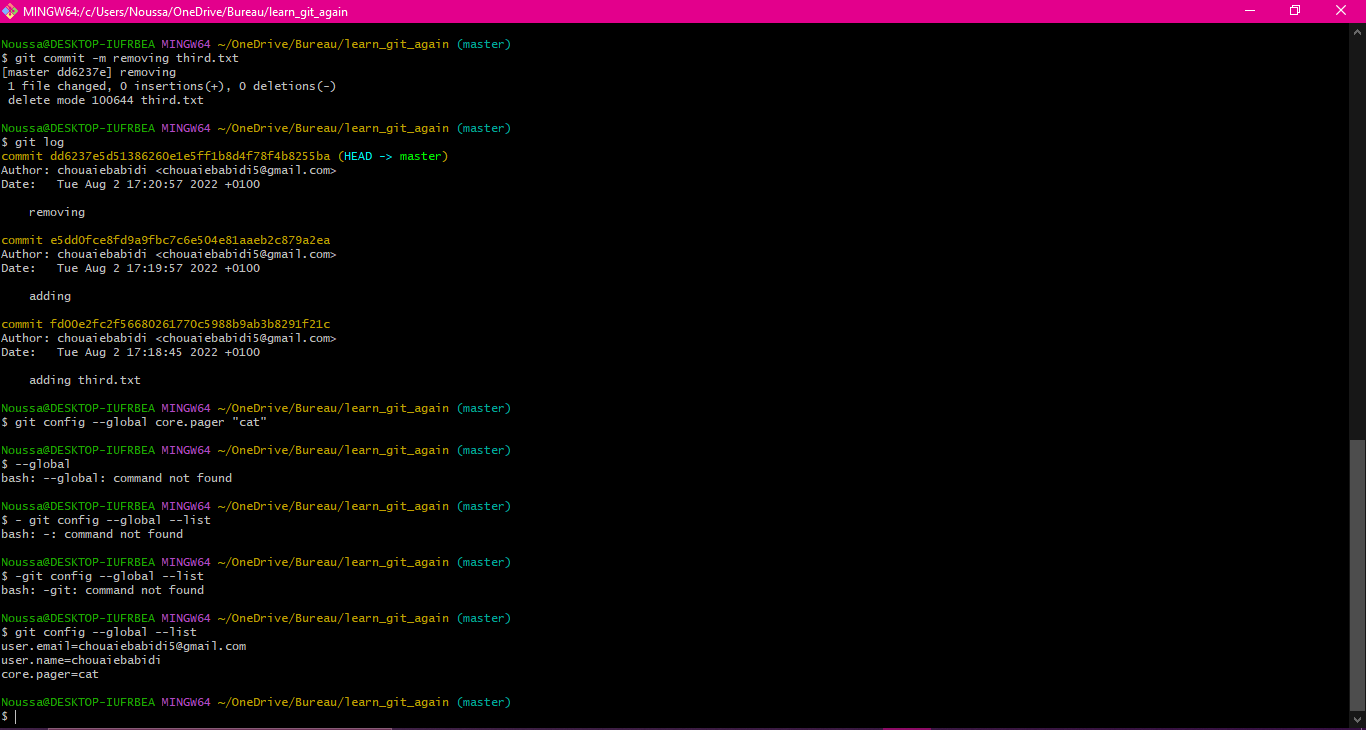 MINGW64:/c/Users/Noussa/OneDrive/Bureau/learn_git_again
Noussa@DESKTOP-IUFRBEA MINGW64 ~/OneDrive/Bureau/learn_git_again (master)
$ git commit -m removing third.txt
[master dd6237e] removing
 1 file changed, 0 insertions(+), 0 deletions(-)
 delete mode 100644 third.txt
Noussa@DESKTOP-IUFRBEA MINGW64 ~/OneDrive/Bureau/learn_git_again (master)
$ git log
commit dd6237e5d51386260e1e5ff1b8d4f78f4b8255ba (HEAD -> master)
Author: chouaiebabidi <chouaiebabidi5@gmail.com>
Date:   Tue Aug 2 17:20:57 2022 +0100
    removing
commit e5dd0fce8fd9a9fbc7c6e504e81aaeb2c879a2ea
Author: chouaiebabidi <chouaiebabidi5@gmail.com>
Date:   Tue Aug 2 17:19:57 2022 +0100
    adding
commit fd00e2fc2f56680261770c5988b9ab3b8291f21c
Author: chouaiebabidi <chouaiebabidi5@gmail.com>
Date:   Tue Aug 2 17:18:45 2022 +0100
    adding third.txt
Noussa@DESKTOP-IUFRBEA MINGW64 ~/OneDrive/Bureau/learn_git_again (master)
$ git config --global core.pager "cat"
Noussa@DESKTOP-IUFRBEA MINGW64 ~/OneDrive/Bureau/learn_git_again (master)
$ --global
bash: --global: command not found
Noussa@DESKTOP-IUFRBEA MINGW64 ~/OneDrive/Bureau/learn_git_again (master)
$ - git config --global --list
bash: -: command not found
Noussa@DESKTOP-IUFRBEA MINGW64 ~/OneDrive/Bureau/learn_git_again (master)
$ -git config --global --list
bash: -git: command not found
Noussa@DESKTOP-IUFRBEA MINGW64 ~/OneDrive/Bureau/learn_git_again (master)
$ git config --global --list
user.email=chouaiebabidi5@gmail.com
user.name=chouaiebabidi
core.pager=cat
Noussa@DESKTOP-IUFRBEA MINGW64 ~/OneDrive/Bureau/learn_git_again (master)
$